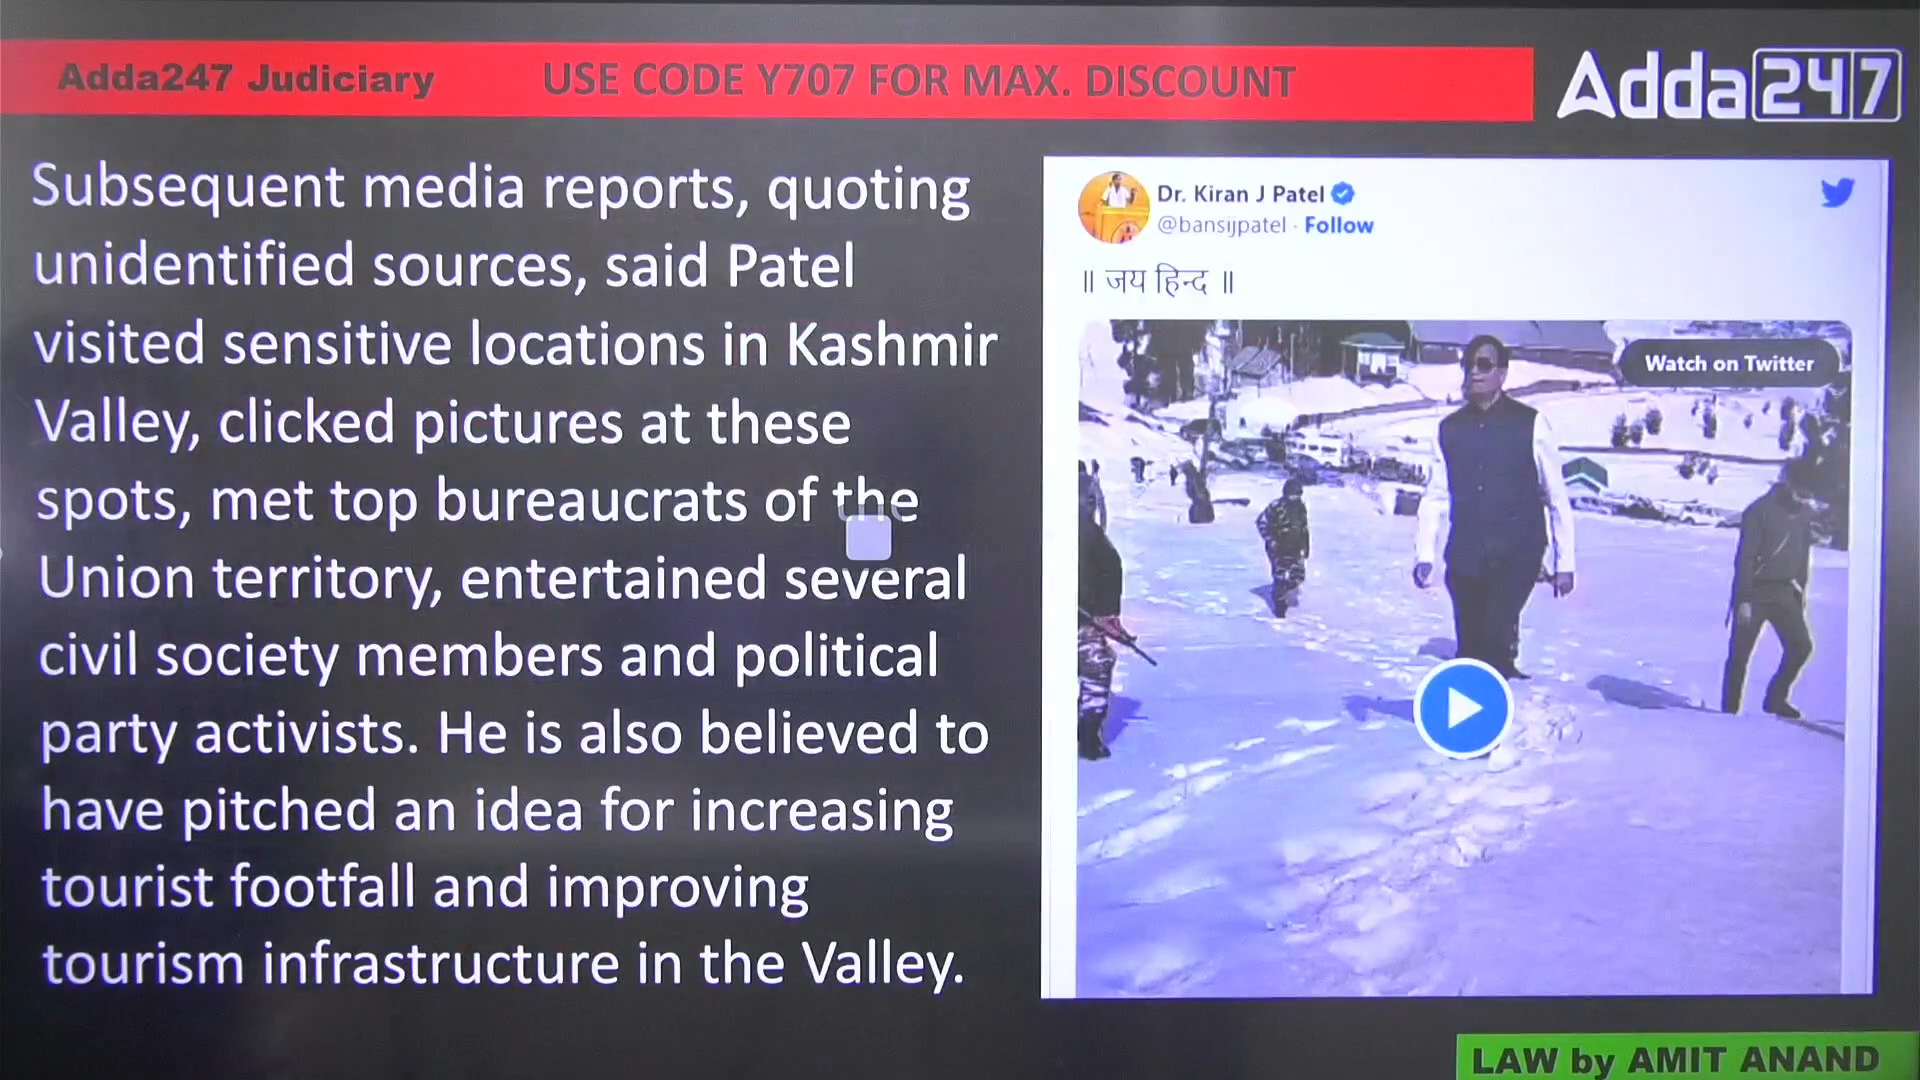 Adda247 Judiciary
USE CODE Y707 FOR MAX. DISCOUNT
Adda247
Subsequent media reports, quoting
unidentified sources, said Patel
visited sensitive locations in Kashmir
Valley, clicked pictures at these
spots, met top bureaucrats of the
Union territory, entertained several
civil society members and political
party activists. He is also believed to
have pitched an idea for increasing
tourist footfall and improving
tourism infrastructure in the Valley.
Dr. Kiran J Patel
@bansijpatel · Follow
॥ जय हिन्द ॥
Watch on Twitter
LAW by AMIT ANAND